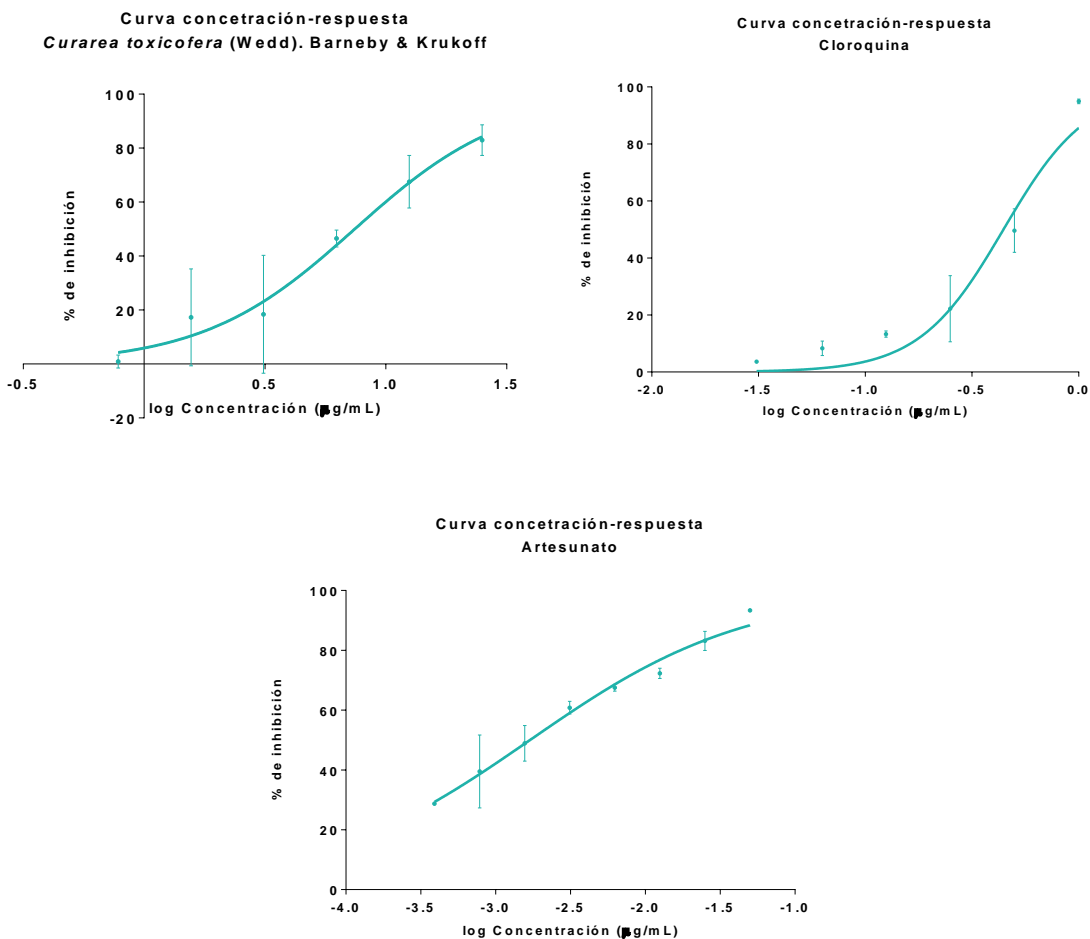 Curva concetración-respuesta
Curarea toxicofera (Wedd). Barneby & Krukoff
% de inhibición
100
80
60
40
20
-20
-0.5
0.5
1.0
1.5
log Concentración (µg/mL)
Curva concentración-respuesta
Cloroquina
% de inhibición
100
80
60
40
20
0
-2.0
-1.5
-1.0
-0.5
0.0
log Concentración (µg/mL)
Curva concetración-respuesta
Artesunato
% de inhibición
100
80
60
40
20
0
-4.0
-3.5
-3.0
-2.5
-2.0
-1.5
-1.0
log Concentración (µg/mL)